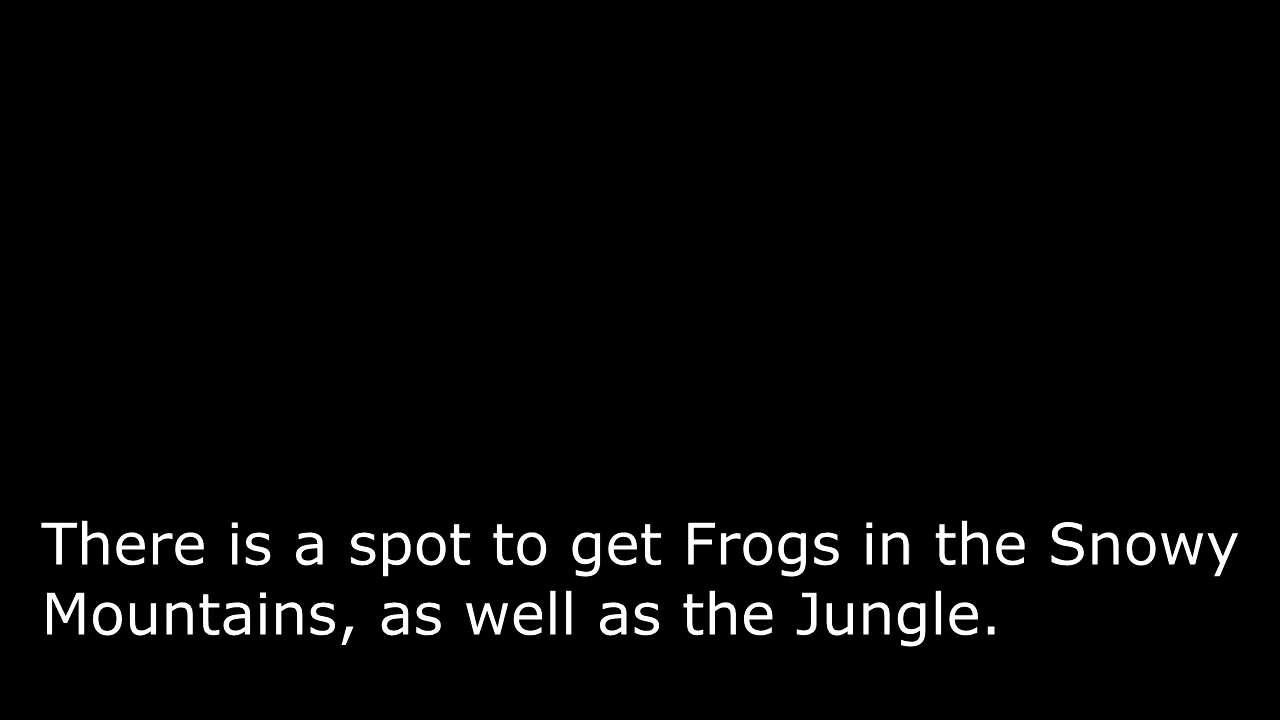 There is a spot to get Frogs in the Snowy
Mountains, as well as the Jungle.